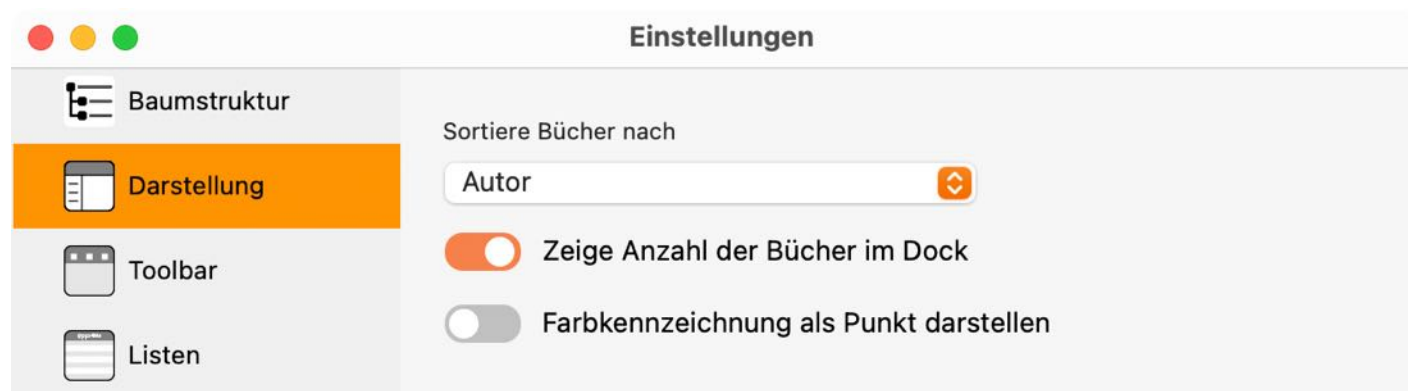 Einstellungen
Baumstruktur
Darstellung
Toolbar
Listen
Sortiere Bücher nach
Autor
Zeige Anzahl der Bücher im Dock
Farbkennzeichnung als Punkt darstellen